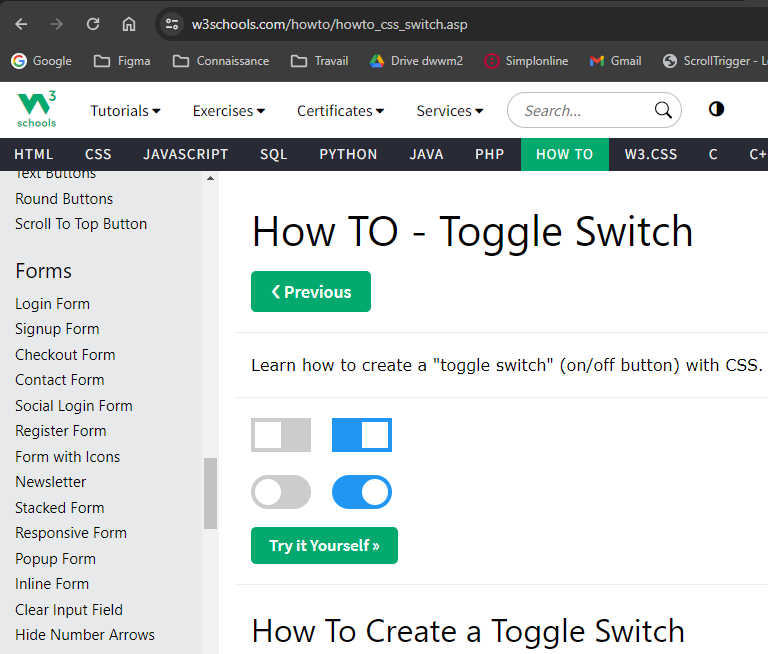 w3schools.com/howto/howto_css_switch.asp
Google Figma Connaissance Travail Drive dwwm2 Simplonline Gmail ScrollTrigger - L
W3 schools Tutorials Exercises Certificates Services Search...
HTML CSS JAVASCRIPT SQL PYTHON JAVA PHP HOW TO W3.CSS C C+
Text Buttons
Round Buttons
Scroll To Top Button
Forms
Login Form
Signup Form
Checkout Form
Contact Form
Social Login Form
Register Form
Form with Icons
Newsletter
Stacked Form
Responsive Form
Popup Form
Inline Form
Clear Input Field
Hide Number Arrows
How TO - Toggle Switch
❮ Previous
Learn how to create a "toggle switch" (on/off button) with CSS.
Try it Yourself »
How To Create a Toggle Switch